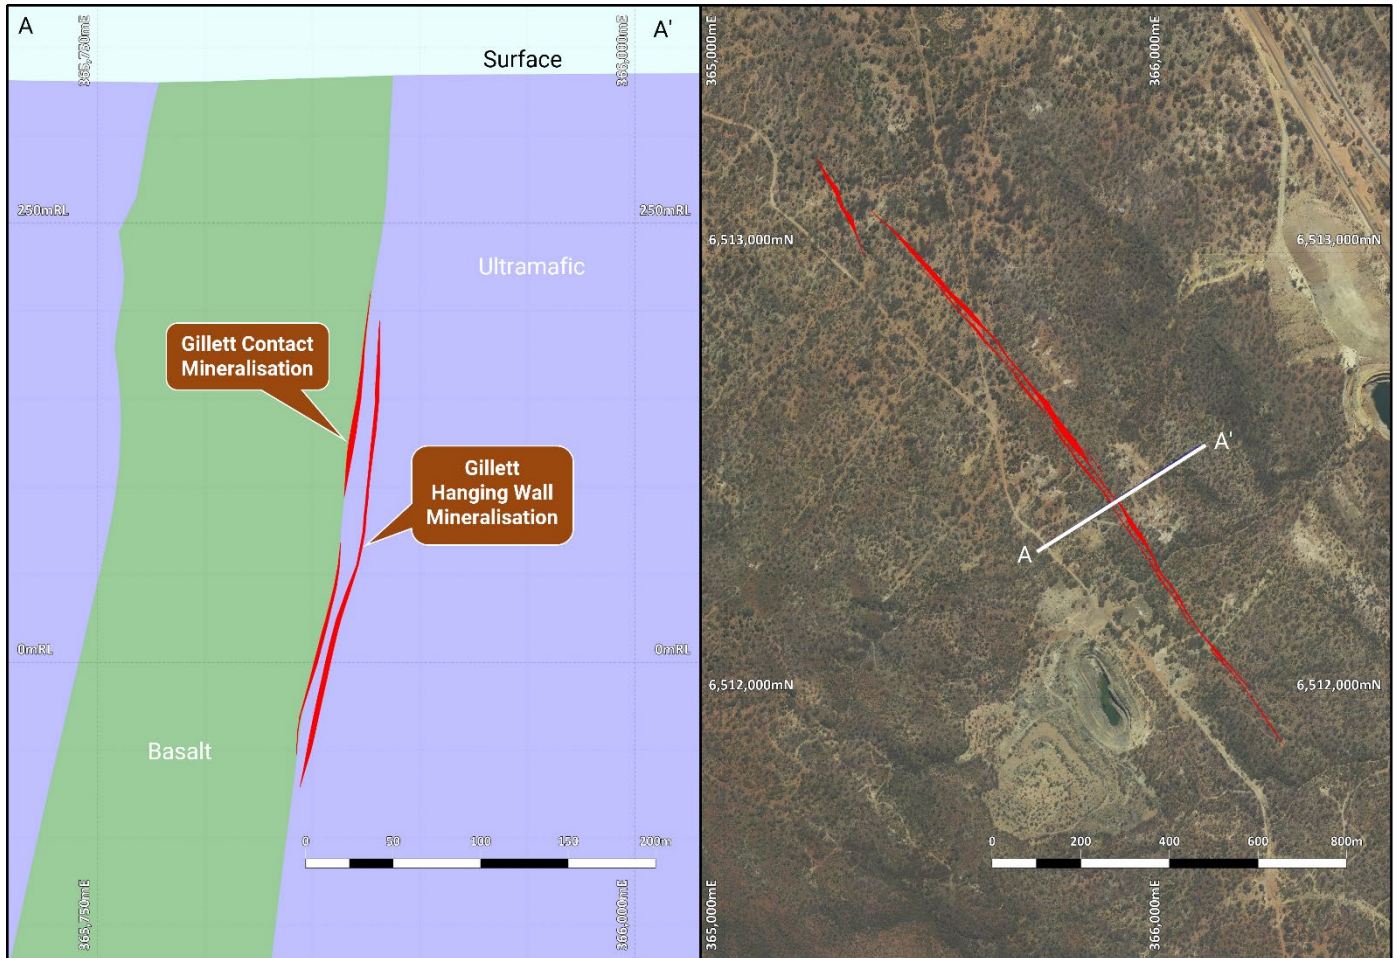 A
A'
365,750mE
366,000mE
Surface
250mRL
250mRL
Ultramafic
Gillett Contact
Mineralisation
Gillett
Hanging Wall
Mineralisation
0mRL
0mRL
Basalt
0 50 100 150 200m
365,750mE
366,000mE
365,000mE
366,000mE
6,513,000mN
6,513,000mN
A'
A
6,512,000mN
6,512,000mN
0 200 400 600 800m
365,000mE
366,000mE